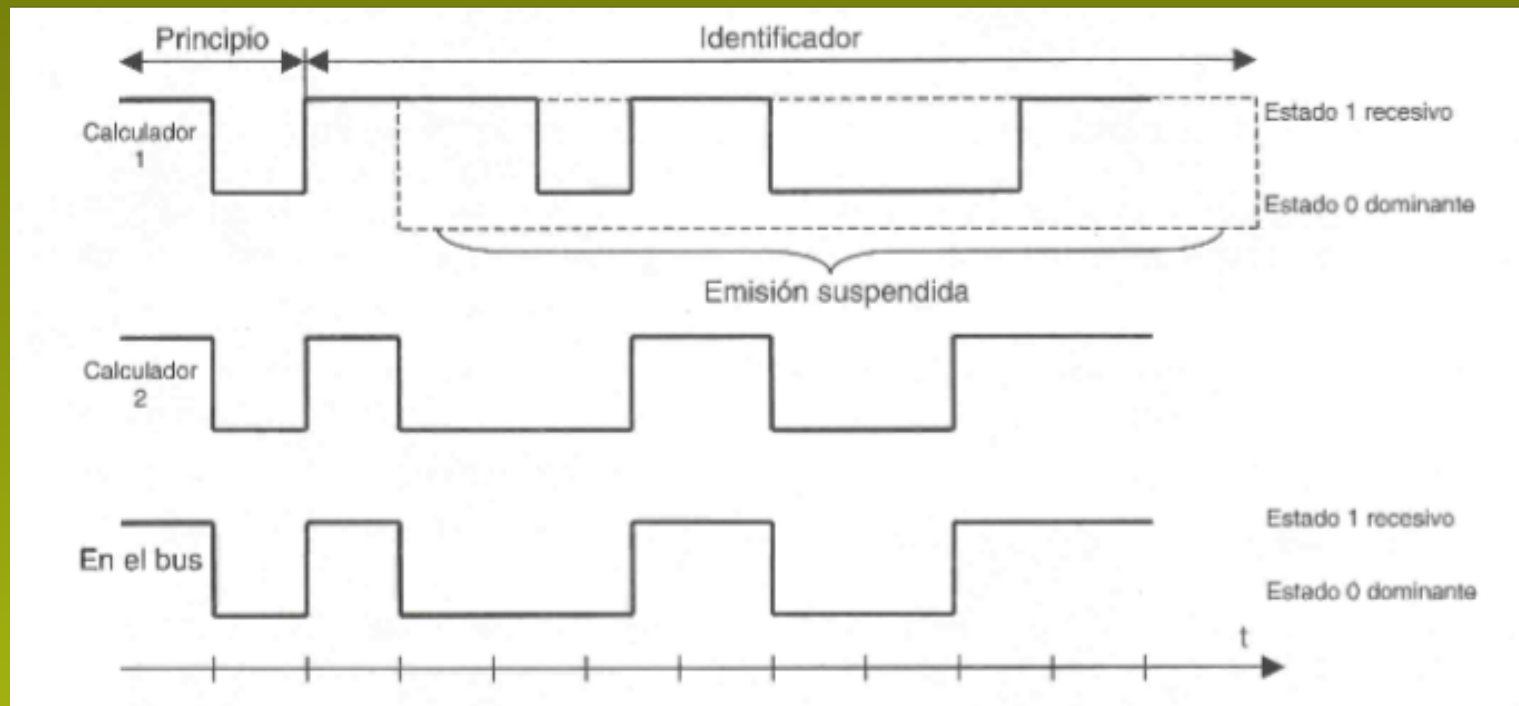 Principio
Identificador
Calculador
1
Estado 1 recesivo
Estado 0 dominante
Emisión suspendida
Calculador
2
En el bus
Estado 1 recesivo
Estado 0 dominante
t